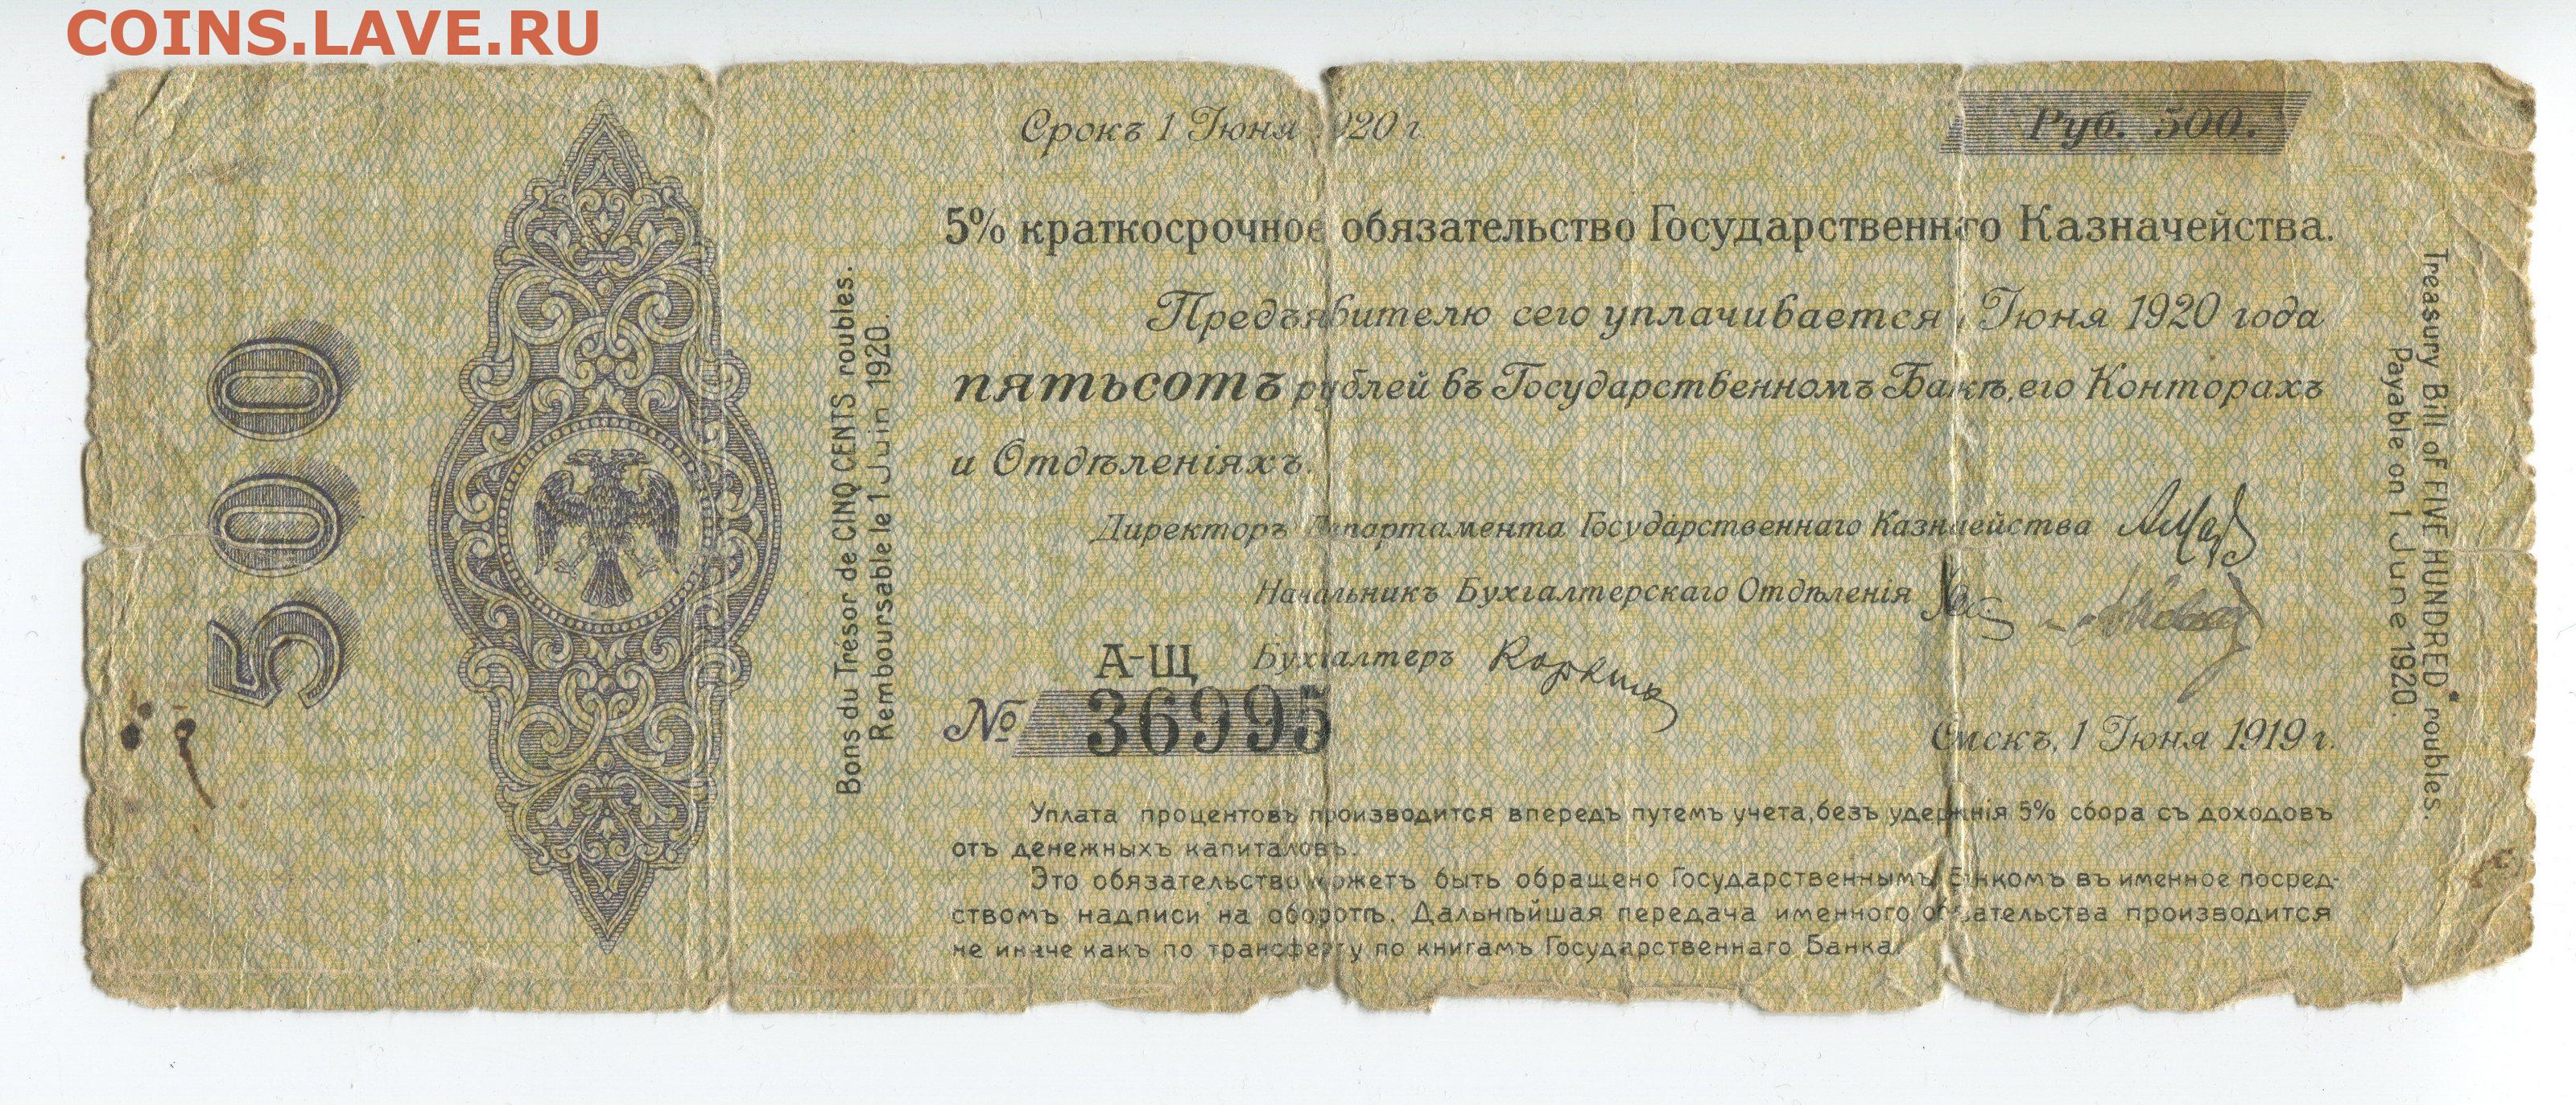 COINS.LAVE.RU
Срокъ 1 Іюня 1920 г.
Руб. 500.
5% краткосрочное обязательство Государственнаго Казначейства.
Предъявителю сего уплачивается 1 Іюня 1920 года
пятьсотъ рублей въ Государственномъ Банкѣ, его Конторахъ
и Отдѣленіяхъ.
Директоръ Департамента Государственнаго Казначейства
Начальникъ Бухгалтерскаго Отдѣленія
А-Щ Бухгалтеръ
№ 36995
Омскъ, 1 Іюня 1919 г.
Уплата процентовъ производится впередъ путемъ учета, безъ удержнія 5% сбора съ доходовъ
отъ денежныхъ капиталовъ.
Это обязательство можетъ быть обращено Государственнымъ Банкомъ въ именное посред-
ствомъ надписи на оборотѣ. Дальнѣйшая передача именного обязательства производится
не иначе какъ по трансферту по книгамъ Государственнаго Банка.
500
Bons du Trésor de CINQ CENTS roubles.
Remboursable le 1 Juin 1920.
Treasury Bill of FIVE HUNDRED roubles.
Payable on 1 June 1920.